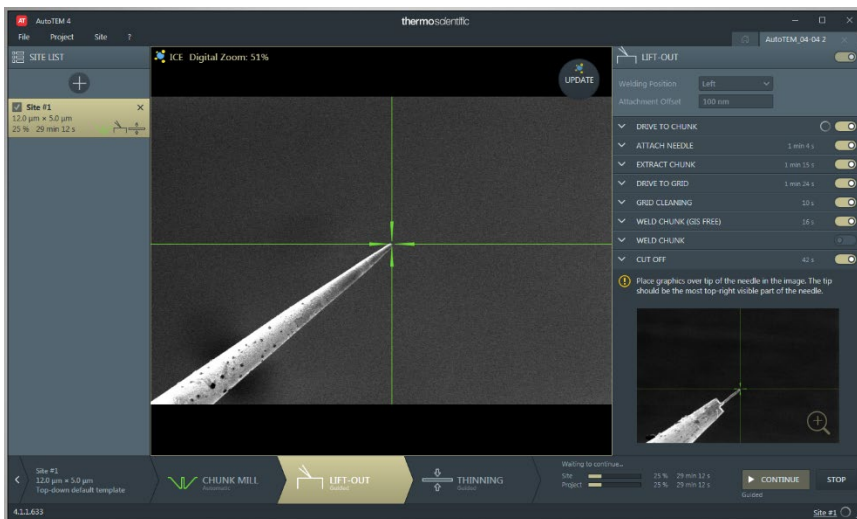 AT AutoTEM 4
thermoscientific
File Project Site ?
AutoTEM_04-04 2
SITE LIST
Site #1
12.0 µm × 5.0 µm
25 % 29 min 12 s
ICE Digital Zoom: 51%
UPDATE
LIFT-OUT
Welding Position Left
Attachment Offset 100 nm
DRIVE TO CHUNK
ATTACH NEEDLE 1 min 4 s
EXTRACT CHUNK 1 min 15 s
DRIVE TO GRID 1 min 24 s
GRID CLEANING 10 s
WELD CHUNK (GIS FREE) 16 s
WELD CHUNK
CUT OFF 42 s
Place graphics over tip of the needle in the image. The tip
should be the most top-right visible part of the needle.
Site #1
12.0 µm × 5.0 µm
Top-down default template
CHUNK MILL
Automatic
LIFT-OUT
Guided
THINNING
Guided
Waiting to continue...
Site 25 % 29 min 12 s
Project 25 % 29 min 12 s
CONTINUE
Guided
STOP
4.1.1.633
Site #1